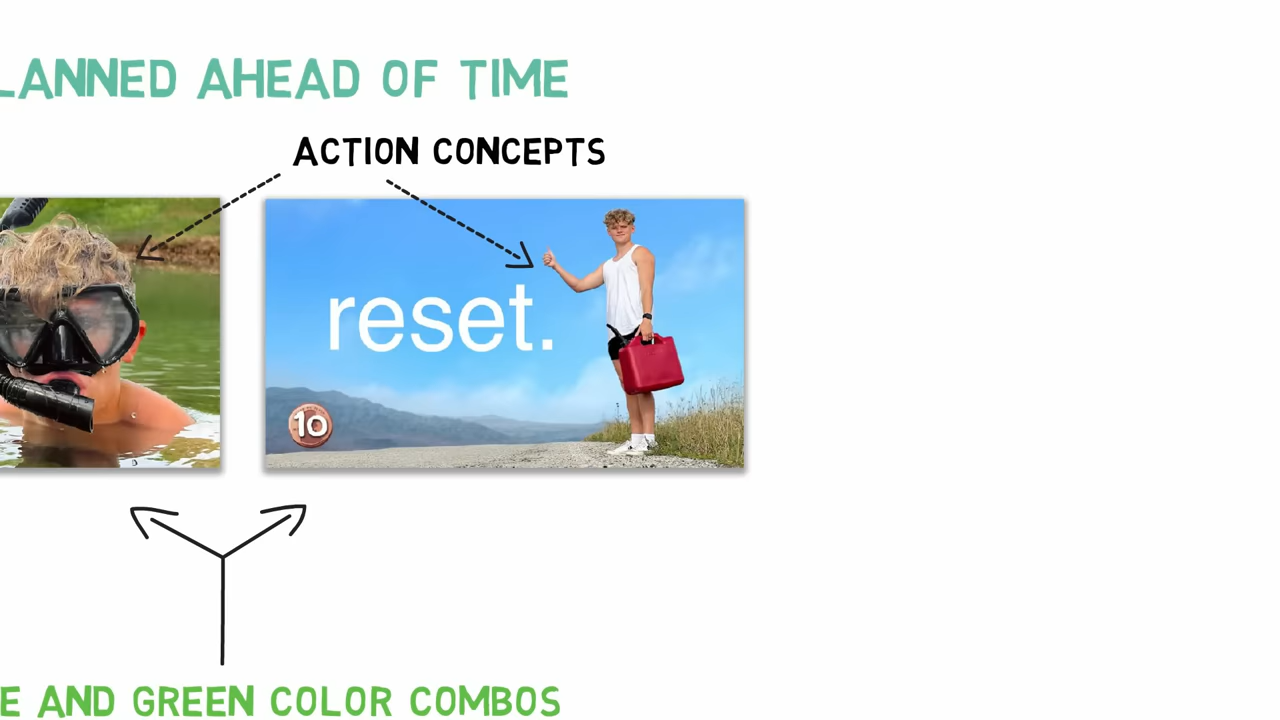 LANNED AHEAD OF TIME
ACTION CONCEPTS
reset.
10
E AND GREEN COLOR COMBOS